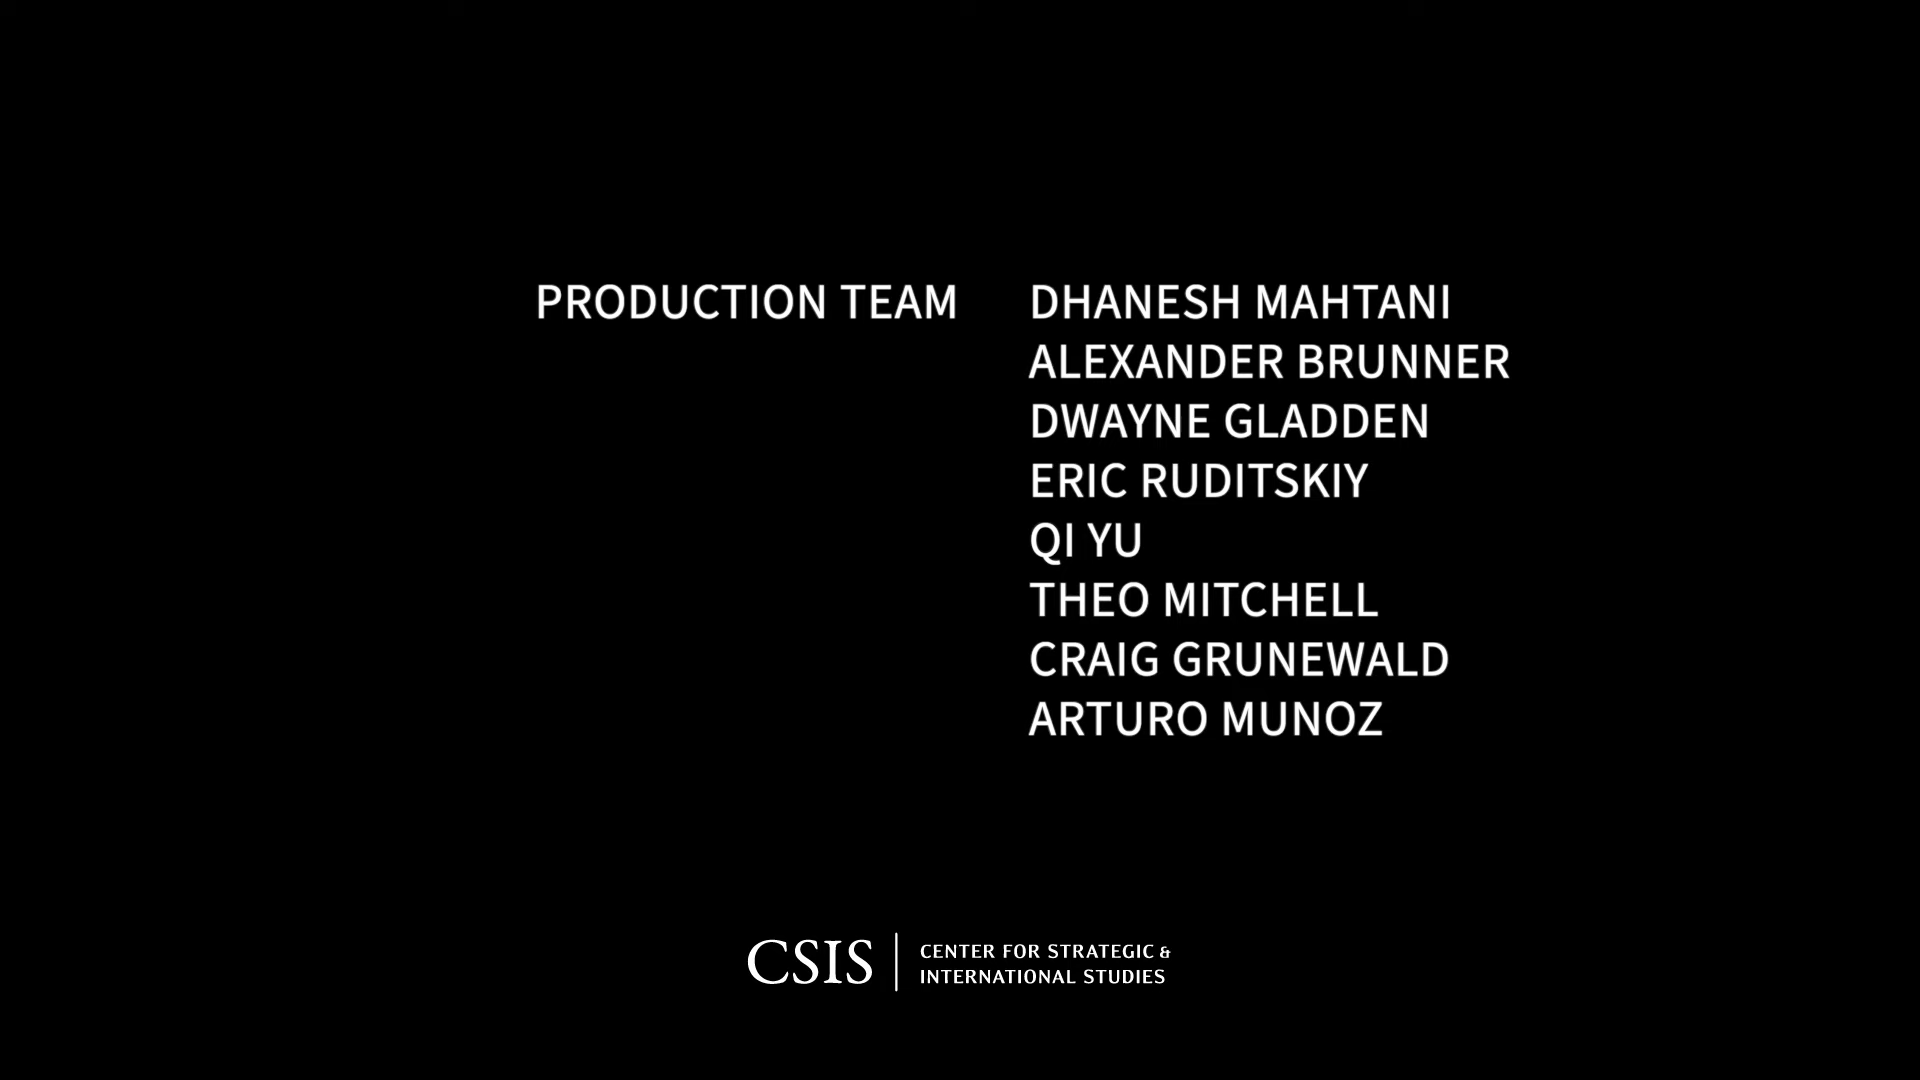 PRODUCTION TEAM DHANESH MAHTANI
ALEXANDER BRUNNER
DWAYNE GLADDEN
ERIC RUDITSKIY
QI YU
THEO MITCHELL
CRAIG GRUNEWALD
ARTURO MUNOZ
CSIS CENTER FOR STRATEGIC &
INTERNATIONAL STUDIES